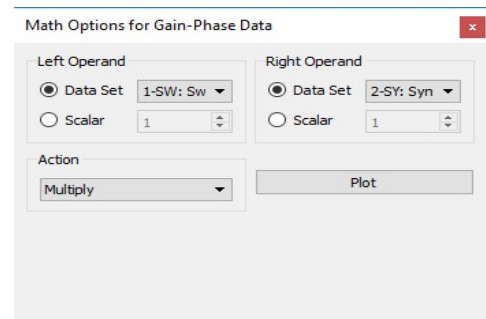 Math Options for Gain-Phase Data
x
Left Operand
Right Operand
Data Set 1-SW: Sw
Data Set 2-SY: Syn
Scalar 1
Scalar 1
Action
Multiply
Plot